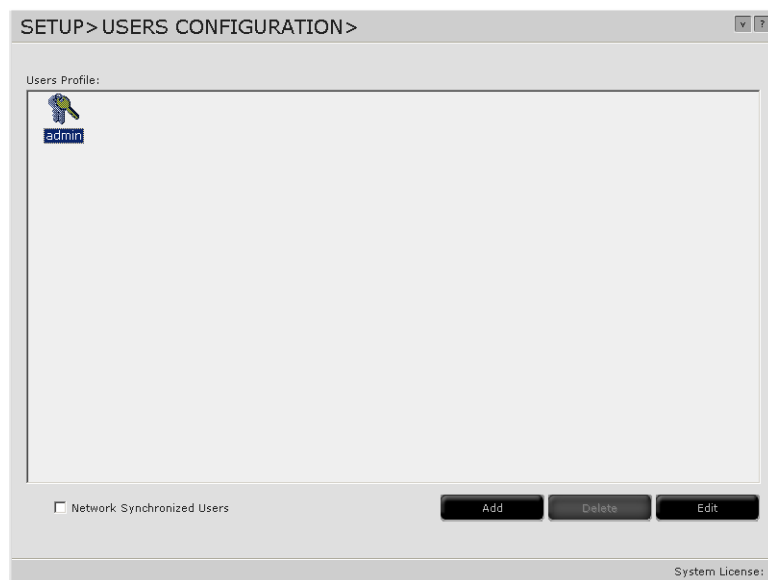 SETUP>USERS CONFIGURATION>
v ?
Users Profile:
admin
Network Synchronized Users
Add Delete Edit
System License: